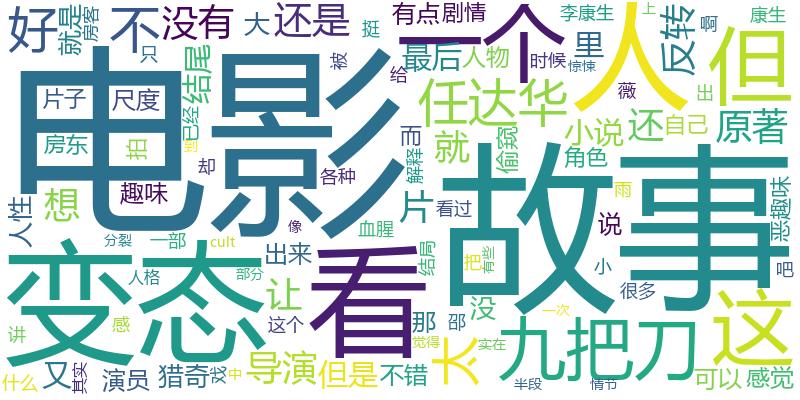 好
就是
房客
不
没有
大
还是
挺
有点
剧情
一个
李康生
上
康生
人
里
反转
啊
但
只
被
最后
人物
时候
惊悚
片子
尺度
结尾
电影
给
任达华
薇
出
房东
拍
已经
到
而
就
偷窥
小说
还
自己
原著
趣味
却
各种
解释
角色
故事
人性
想
像
片
看过
雨
说
恶趣味
分裂
一部
cult
出来
血腥
结局
把
有些
小
吧
变态
人格
部分
让
看
没
很多
这
讲
感
这个
那
邵
九把刀
一次
什么
又
其实
演员
猎奇
戏
中
导演
但是
觉得
不错
太
实在
半段
情节
可以
感觉